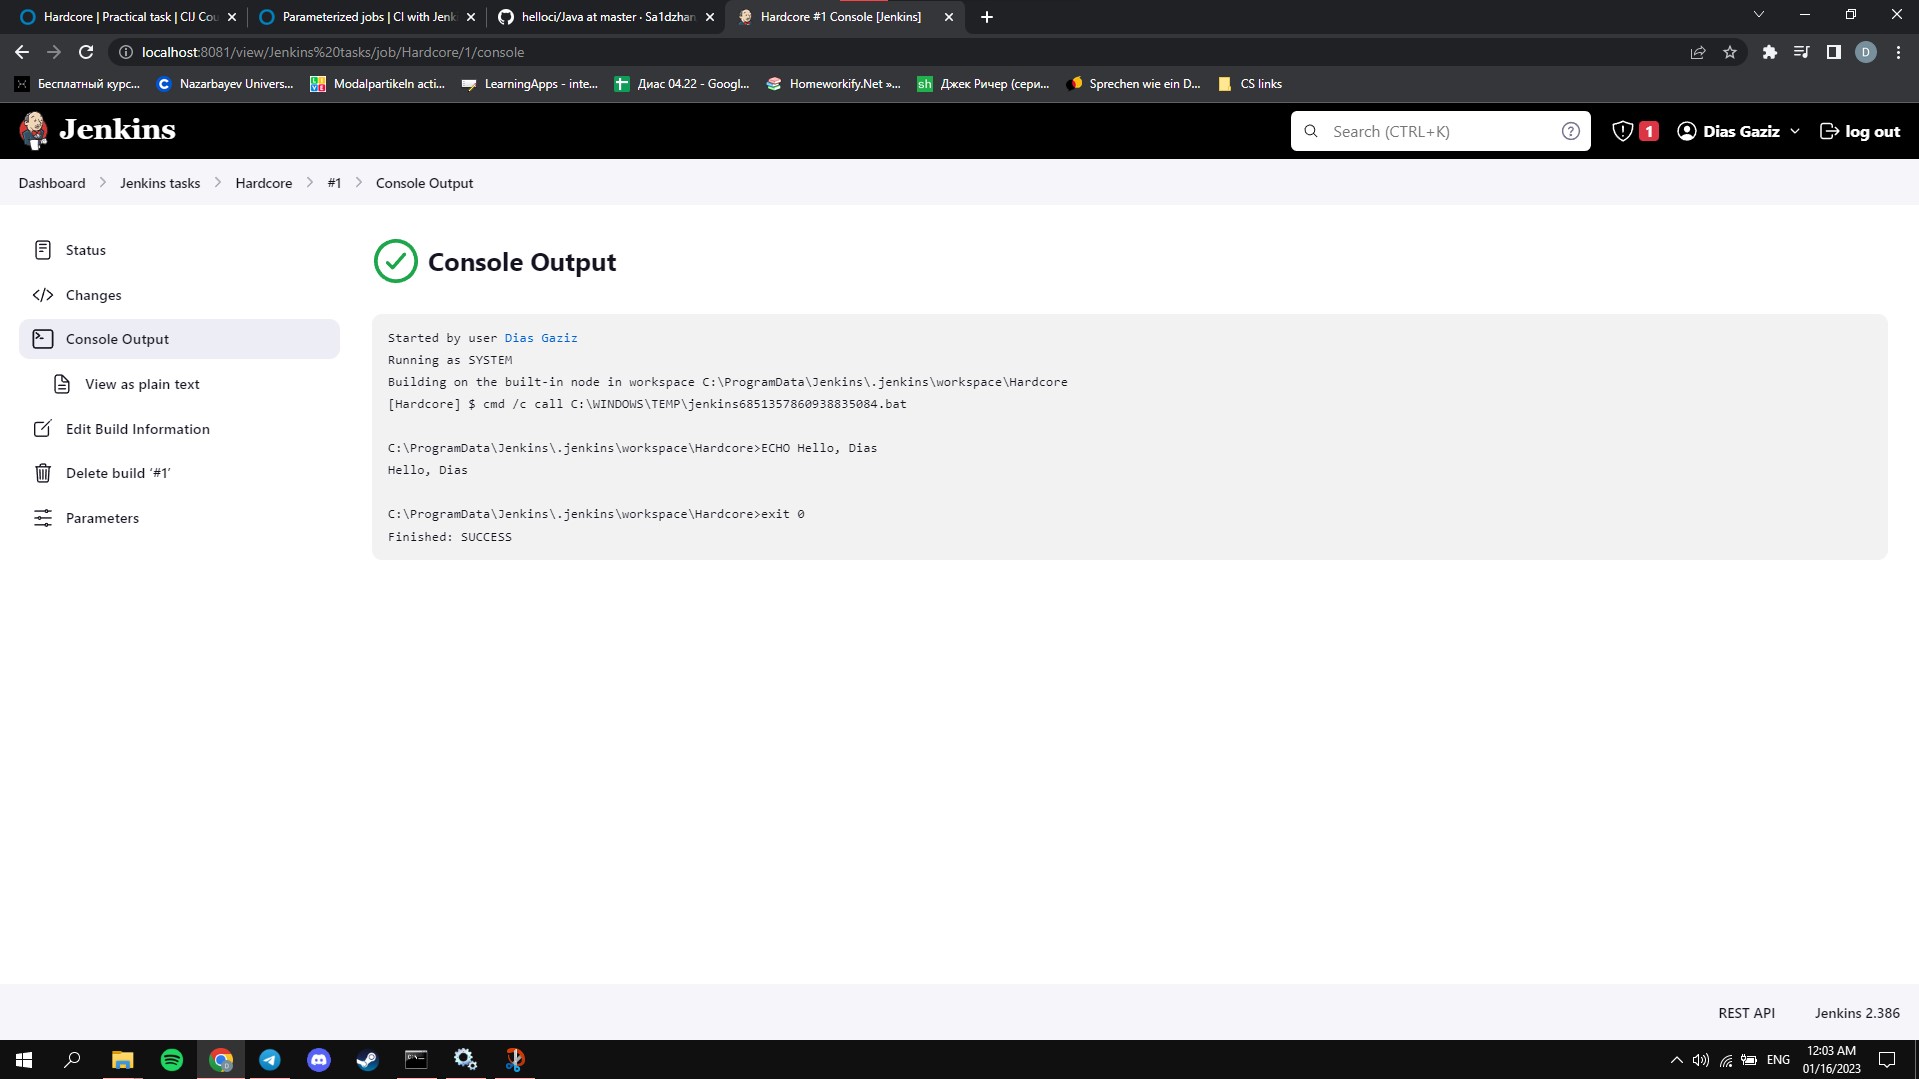 Hardcore | Practical task | CIJ Cou
Parameterized jobs | CI with Jenk
helloci/Java at master · Sa1dzhan
Hardcore #1 Console [Jenkins]
localhost:8081/view/Jenkins%20tasks/job/Hardcore/1/console
D
Бесплатный курс...
Nazarbayev Univers...
Modalpartikeln acti...
LearningApps - inte...
Диас 04.22 - Googl...
Homeworkify.Net »...
sh
Джек Ричер (сери...
Sprechen wie ein D...
CS links
Jenkins
Search (CTRL+K)
1
Dias Gaziz
log out
Dashboard
Jenkins tasks
Hardcore
#1
Console Output
Status
Changes
Console Output
View as plain text
Edit Build Information
Delete build ‘#1’
Parameters
Console Output
Started by user Dias Gaziz
Running as SYSTEM
Building on the built-in node in workspace C:\ProgramData\Jenkins\.jenkins\workspace\Hardcore
[Hardcore] $ cmd /c call C:\WINDOWS\TEMP\jenkins6851357860938835084.bat
C:\ProgramData\Jenkins\.jenkins\workspace\Hardcore>ECHO Hello, Dias
Hello, Dias
C:\ProgramData\Jenkins\.jenkins\workspace\Hardcore>exit 0
Finished: SUCCESS
REST API
Jenkins 2.386
ENG
12:03 AM
01/16/2023